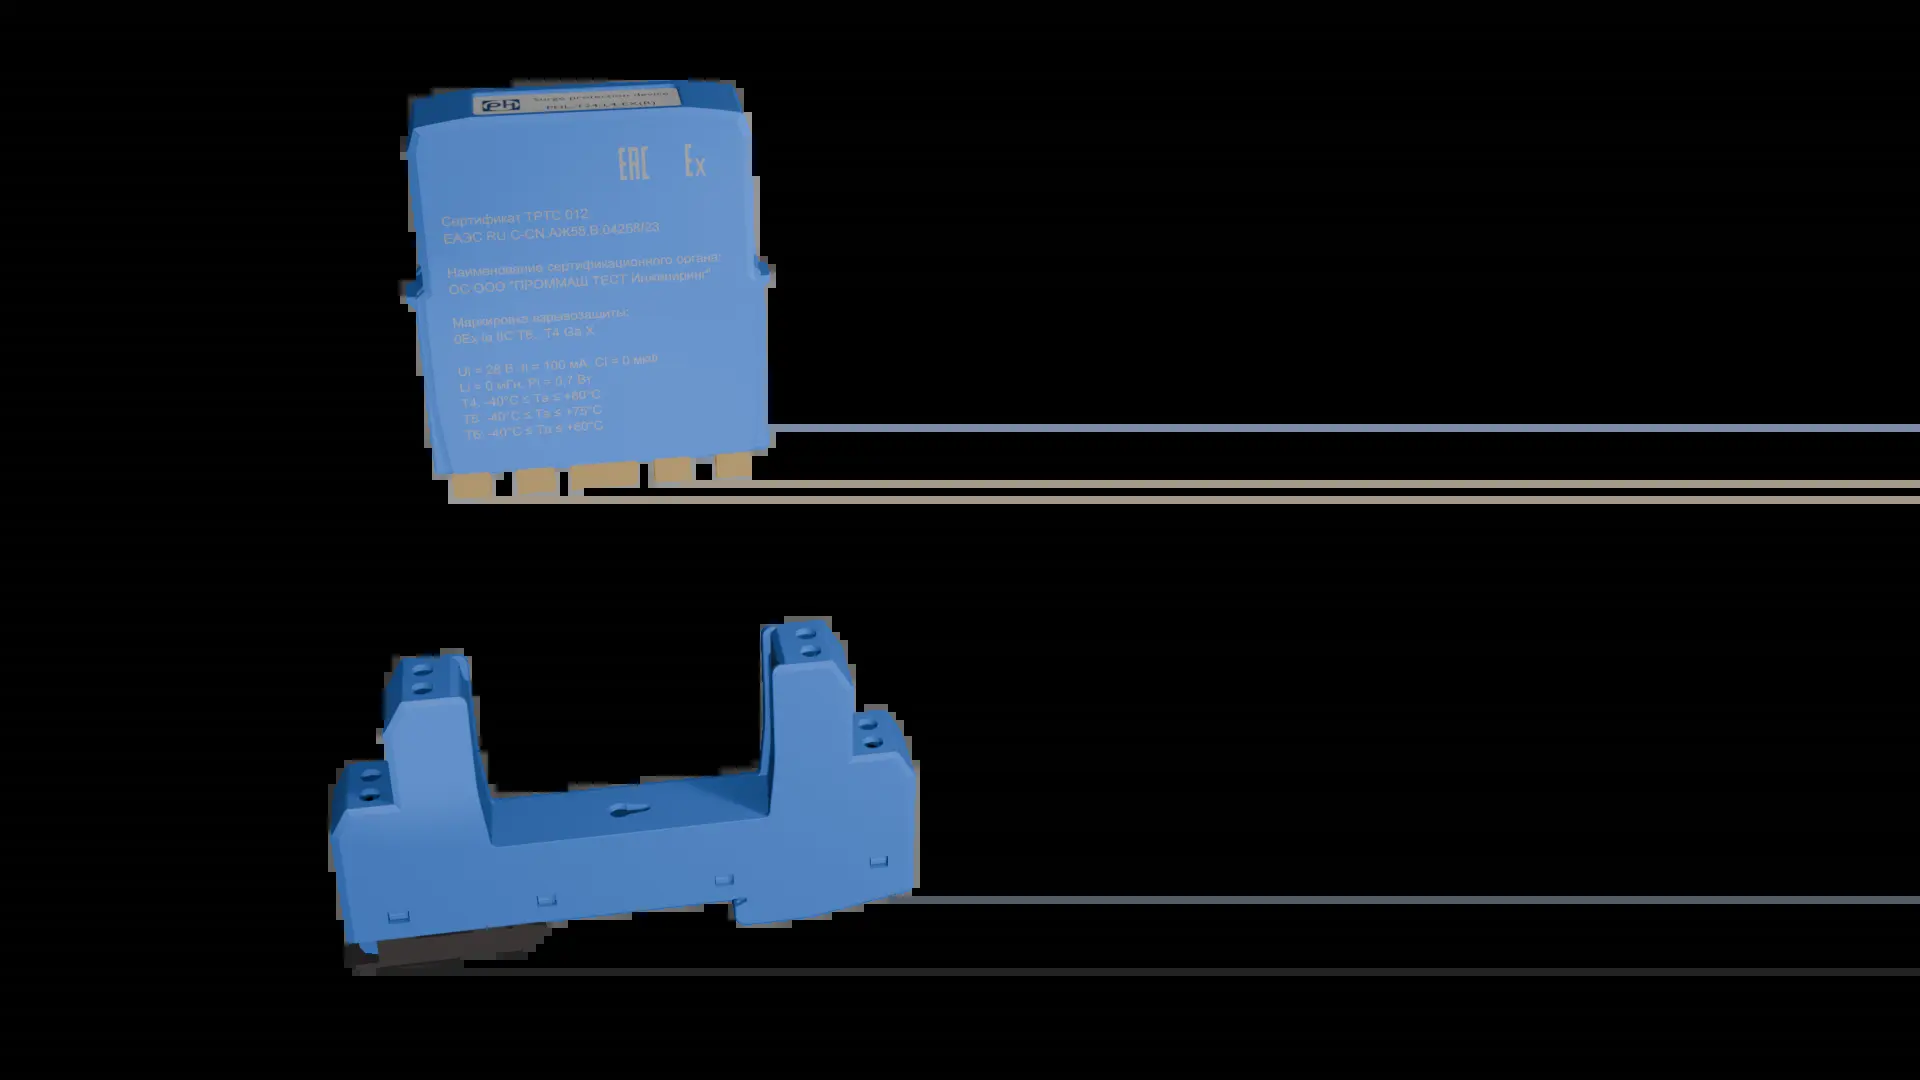 Surge protection device
EAC Ex
Сертификат ТРТС 012
ЕАЭС RU C-CN.АЖ58.В.04258/23
Наименование сертификационного органа:
ОС ООО "ПРОММАШ ТЕСТ Инжиниринг"
Маркировка взрывозащиты:
0Ex ia IIC T6...T4 Ga X
Ui = 28 В Ii = 100 мА, Ci = 0 мкФ
Li = 0 мГн, Pi = 0,7 Вт
T4: -40°C ≤ Ta ≤ +80°C
T5: -40°C ≤ Ta ≤ +75°C
T6: -40°C ≤ Ta ≤ +60°C